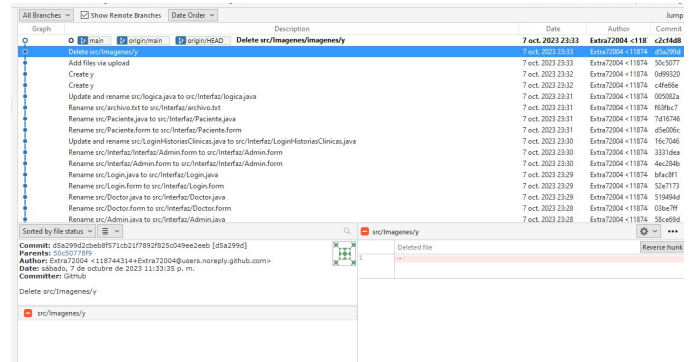 All Branches Show Remote Branches Date Order Jump
Graph Description Date Author Commit
main origin/main origin/HEAD Delete src/Imagenes/imagenes/y 7 oct. 2023 23:33 Extra72004 <118 c2cf4d8
Delete src/Imagenes/y 7 oct. 2023 23:33 Extra72004 <11874 d5a299d
Add files via upload 7 oct. 2023 23:33 Extra72004 <11874 50c5077
Create y 7 oct. 2023 23:32 Extra72004 <11874 0d99320
Create y 7 oct. 2023 23:32 Extra72004 <11874 c4fe66e
Update and rename src/logica.java to src/Interfaz/logica.java 7 oct. 2023 23:31 Extra72004 <11874 005082a
Rename src/archivo.txt to src/Interfaz/archivo.txt 7 oct. 2023 23:31 Extra72004 <11874 f63fbc7
Rename src/Paciente.java to src/Interfaz/Paciente.java 7 oct. 2023 23:31 Extra72004 <11874 7d16746
Rename src/Paciente.form to src/Interfaz/Paciente.form 7 oct. 2023 23:31 Extra72004 <11874 d5e006c
Update and rename src/LoginHistoriasClinicas.java to src/Interfaz/LoginHistoriasClinicas.java 7 oct. 2023 23:30 Extra72004 <11874 16c7046
Rename src/Interfaz/Interfaz/Admin.form to src/Interfaz/Admin.form 7 oct. 2023 23:30 Extra72004 <11874 3331dea
Rename src/Interfaz/Admin.form to src/Interfaz/Interfaz/Admin.form 7 oct. 2023 23:30 Extra72004 <11874 4ec284b
Rename src/Login.java to src/Interfaz/Login.java 7 oct. 2023 23:29 Extra72004 <11874 bfac8f1
Rename src/Login.form to src/Interfaz/Login.form 7 oct. 2023 23:29 Extra72004 <11874 52e7173
Rename src/Doctor.java to src/Interfaz/Doctor.java 7 oct. 2023 23:29 Extra72004 <11874 519494d
Rename src/Doctor.form to src/Interfaz/Doctor.form 7 oct. 2023 23:28 Extra72004 <11874 03be7ff
Rename src/Admin.java to src/Interfaz/Admin.java 7 oct. 2023 23:28 Extra72004 <11874 58ce69d
Sorted by file status
Commit: d5a299d2cbeb8f571cb21f7892f825c049ee2eeb [d5a299d]
Parents: 50c50778f9
Author: Extra72004 <118744314+Extra72004@users.noreply.github.com>
Date: sábado, 7 de octubre de 2023 11:33:35 p. m.
Committer: GitHub
Delete src/Imagenes/y
src/Imagenes/y
src/Imagenes/y
Deleted file Reverse hunk
1 -